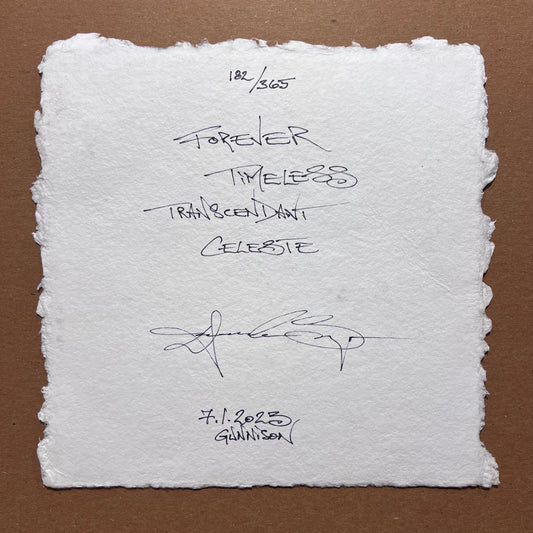 182/365
FOREVER
TIMELESS
TRANSCENDANT
CELESTE
7.1.2023
GUNNISON